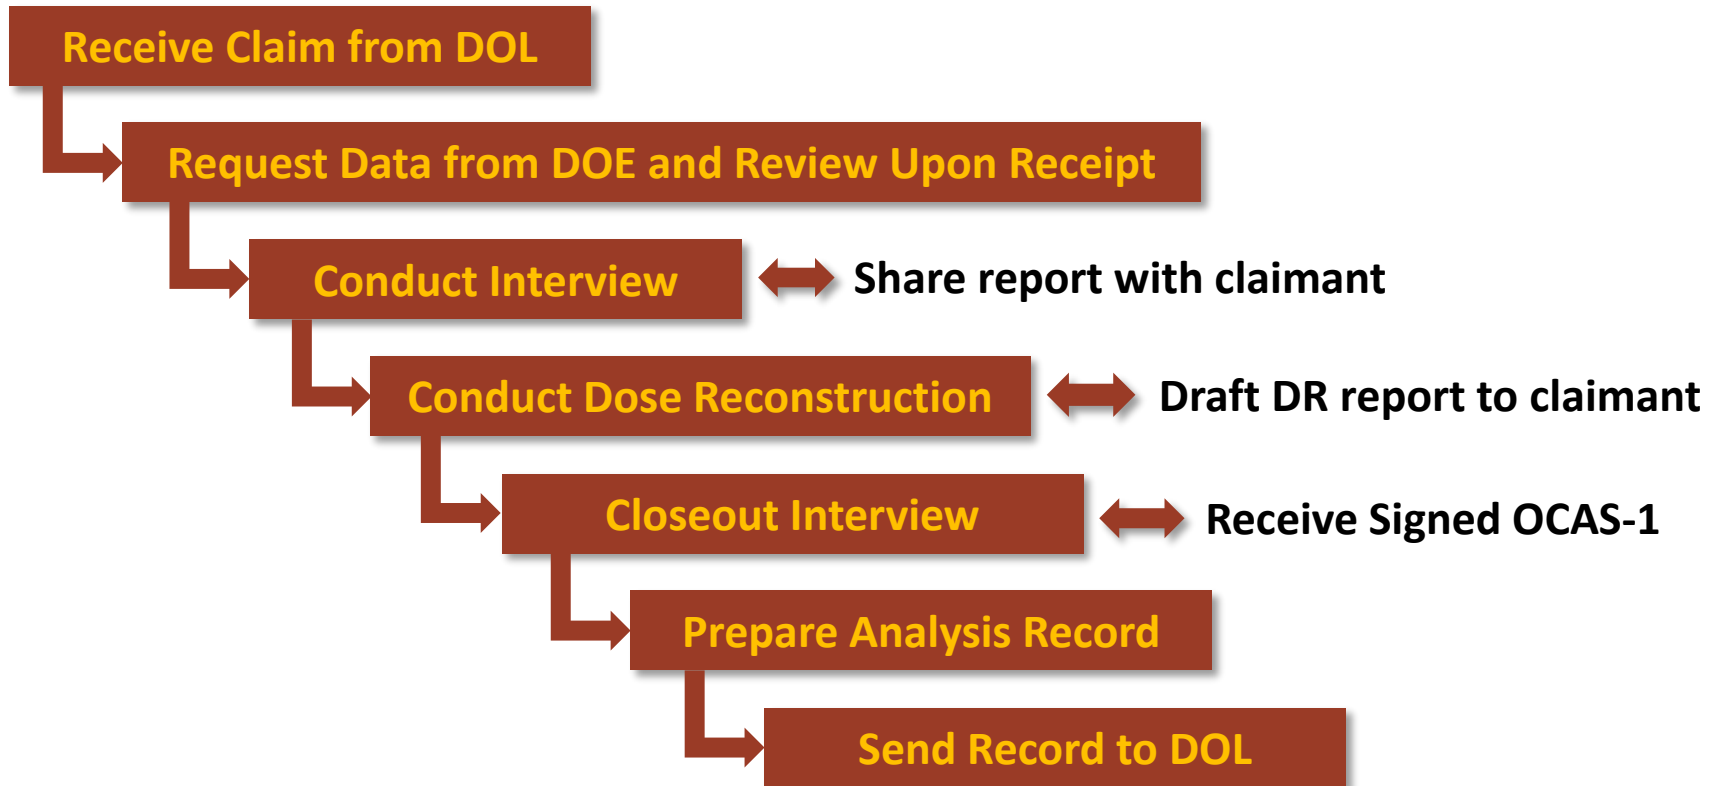 Receive Claim from DOL
Request Data from DOE and Review Upon Receipt
Conduct Interview
Share report with claimant
Conduct Dose Reconstruction
Draft DR report to claimant
Closeout Interview
Receive Signed OCAS-1
Prepare Analysis Record
Send Record to DOL